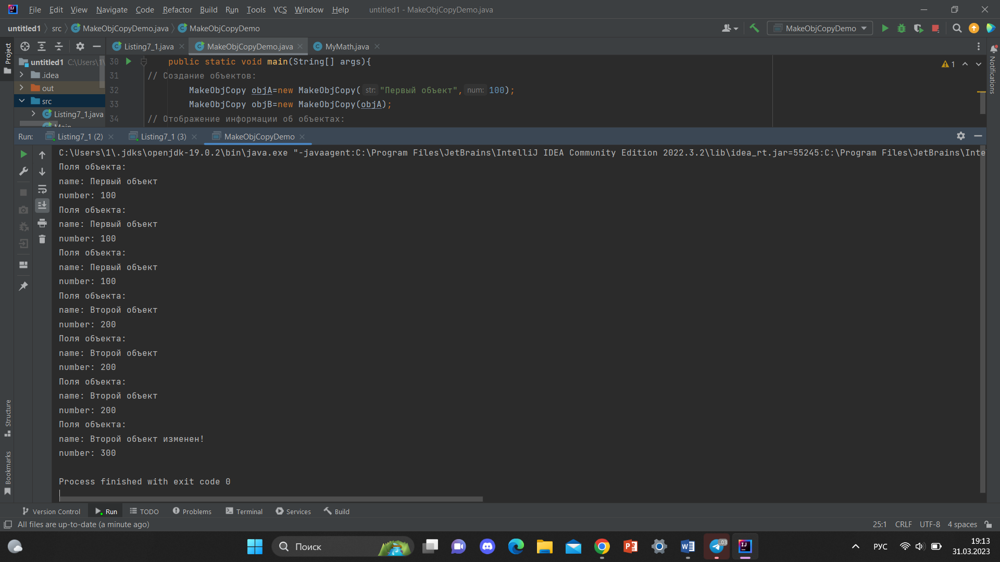 File Edit View Navigate Code Refactor Build Run Tools VCS Window Help untitled1 - MakeObjCopyDemo.java
untitled1 src MakeObjCopyDemo.java MakeObjCopyDemo MakeObjCopyDemo
Project
Listing7_1.java MakeObjCopyDemo.java MyMath.java
untitled1 C:\Users\1\
.idea
out
src
Listing7_1.java
Main
30 public static void main(String[] args){
31 // Создание объектов:
32 MakeObjCopy objA=new MakeObjCopy( str: "Первый объект", num: 100);
33 MakeObjCopy objB=new MakeObjCopy(objA);
34 // Отображение информации об объектах:
1
Notifications
Run: Listing7_1 (2) Listing7_1 (3) MakeObjCopyDemo
C:\Users\1\.jdks\openjdk-19.0.2\bin\java.exe "-javaagent:C:\Program Files\JetBrains\IntelliJ IDEA Community Edition 2022.3.2\lib\idea_rt.jar=55245:C:\Program Files\JetBrains\Inte
Поля объекта:
name: Первый объект
number: 100
Поля объекта:
name: Первый объект
number: 100
Поля объекта:
name: Первый объект
number: 100
Поля объекта:
name: Второй объект
number: 200
Поля объекта:
name: Второй объект
number: 200
Поля объекта:
name: Второй объект
number: 200
Поля объекта:
name: Второй объект изменен!
number: 300
Process finished with exit code 0
Structure
Bookmarks
Version Control Run TODO Problems Terminal Services Build
All files are up-to-date (a minute ago) 25:1 CRLF UTF-8 4 spaces
Поиск РУС 19:13
31.03.2023